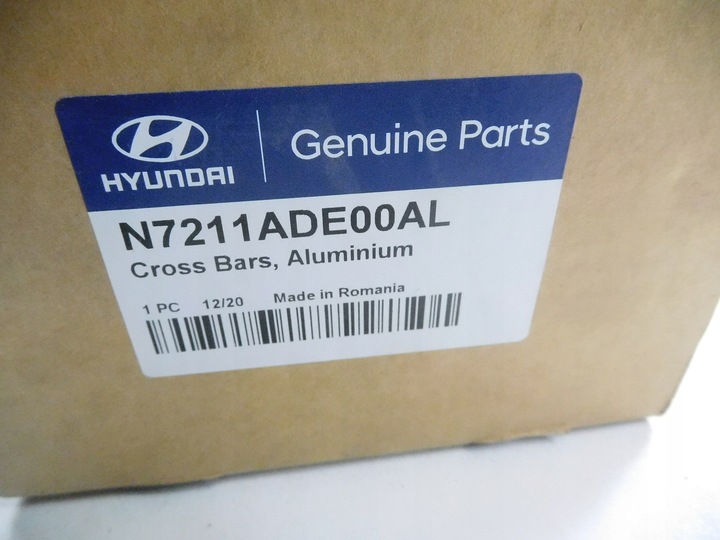 HYUNDAI
Genuine Parts
N7211ADE00AL
Cross Bars, Aluminium
1 PC 12/20 Made in Romania